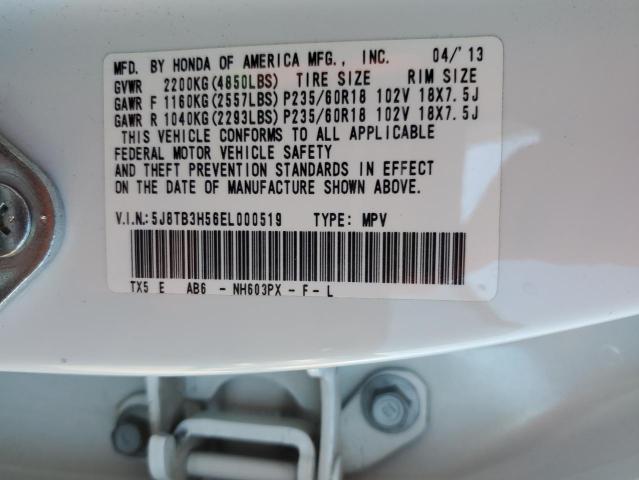 MFD. BY HONDA OF AMERICA MFG., INC. 04/'13
GVWR 2200KG(4850LBS) TIRE SIZE RIM SIZE
GAWR F 1160KG(2557LBS) P235/60R18 102V 18X7.5J
GAWR R 1040KG(2293LBS) P235/60R18 102V 18X7.5J
THIS VEHICLE CONFORMS TO ALL APPLICABLE
FEDERAL MOTOR VEHICLE SAFETY
AND THEFT PREVENTION STANDARDS IN EFFECT
ON THE DATE OF MANUFACTURE SHOWN ABOVE.
V.I.N.:5J8TB3H56EL000519 TYPE: MPV
TX5 E AB6 - NH603PX - F - L